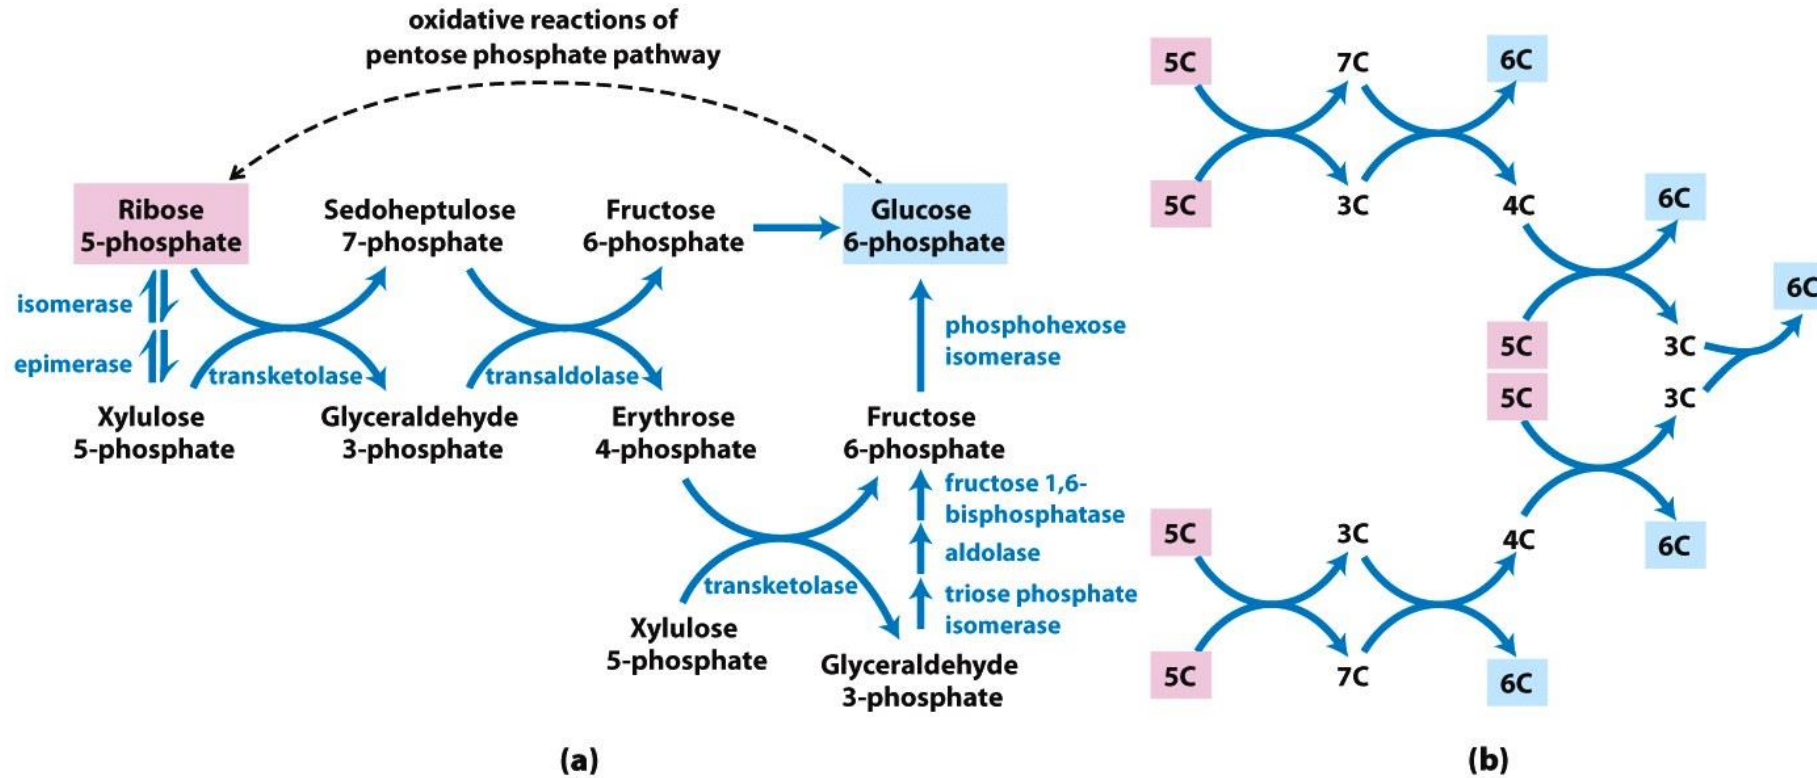 oxidative reactions of
pentose phosphate pathway
Ribose
5-phosphate
Sedoheptulose
7-phosphate
Fructose
6-phosphate
Glucose
6-phosphate
isomerase
epimerase
transketolase
transaldolase
phosphohexose
isomerase
Xylulose
5-phosphate
Glyceraldehyde
3-phosphate
Erythrose
4-phosphate
Fructose
6-phosphate
fructose 1,6-
bisphosphatase
aldolase
triose phosphate
isomerase
transketolase
Xylulose
5-phosphate
Glyceraldehyde
3-phosphate
(a)
5C
7C
6C
5C
3C
4C
6C
6C
5C
3C
5C
3C
5C
3C
4C
6C
5C
7C
6C
(b)